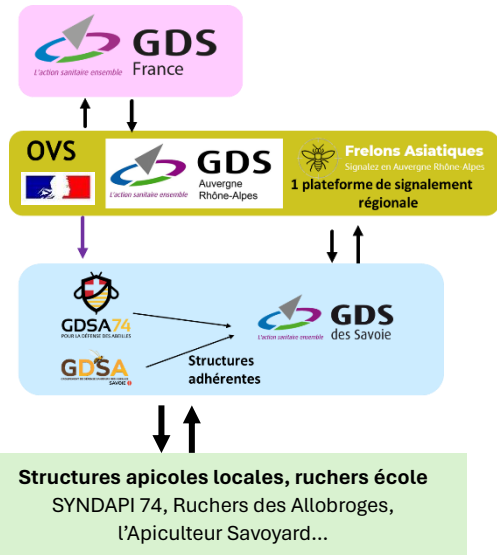 GDS
France
L'action sanitaire ensemble
OVS
GDS
Auvergne
Rhône-Alpes
L'action sanitaire ensemble
Frelons Asiatiques
Signalez en Auvergne Rhône Alpes
1 plateforme de signalement
régionale
GDSA74
POUR LA DÉFENSE DES ABEILLES
GDS
des Savoie
L'action sanitaire ensemble
GDSA
SAVOIE
Structures
adhérentes
Structures apicoles locales, ruchers école
SYNDAPI 74, Ruchers des Allobroges,
l'Apiculteur Savoyard...